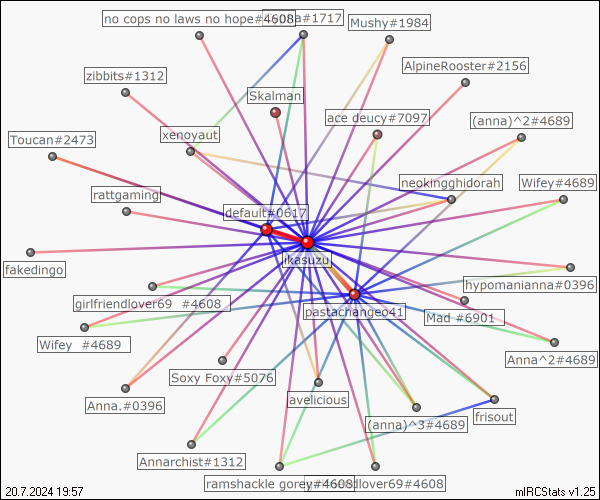 no cops no laws no hope#4608
#1717
Mushy#1984
AlpineRooster#2156
zibbits#1312
Skalman
ace deucy#7097
(anna)^2#4689
Toucan#2473
xenoyaut
neokingghidorah
Wifey#4689
rattgaming
default#0617
fakedingo
ikasuzu
hypomanianna#0396
girlfriendlover69 #4608
pastachangeo41
Mad #6901
Wifey #4689
Anna^2#4689
Soxy Foxy#5076
Anna.#0396
avelicious
(anna)^3#4689
frisout
Annarchist#1312
ramshackle gorey#4608
dlover69#4608
20.7.2024 19:57
mIRCStats v1.25